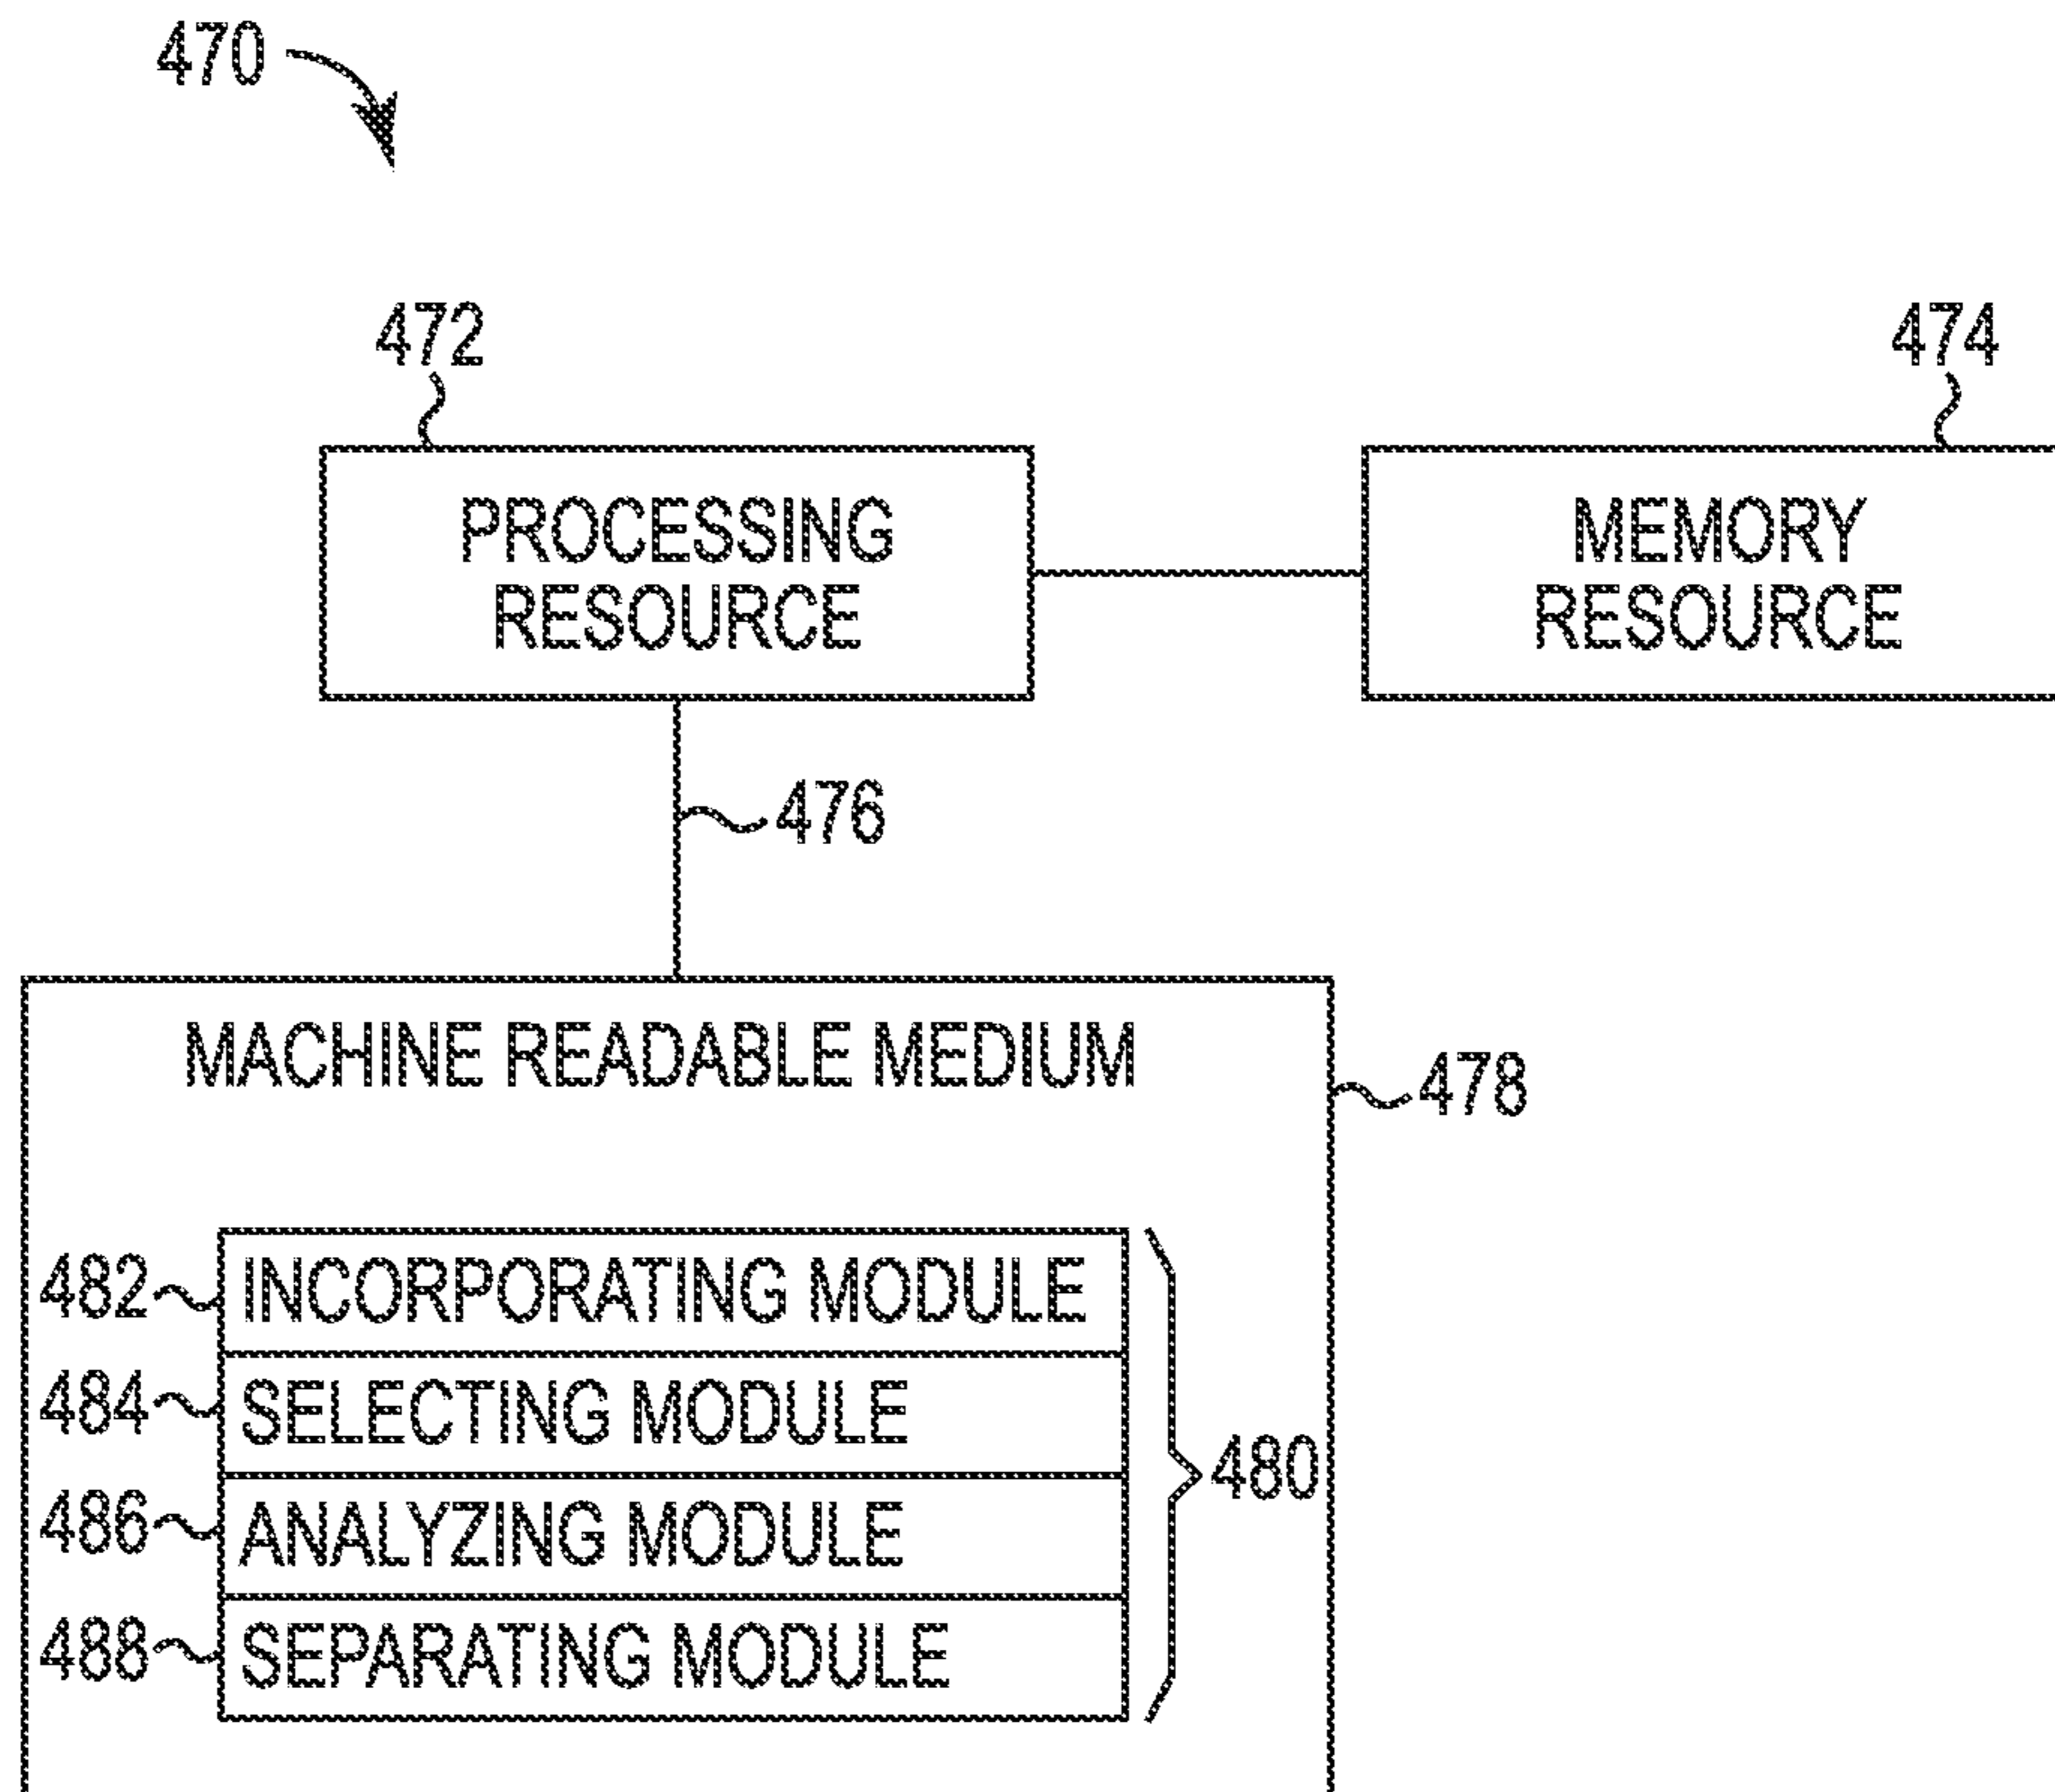 470
472
474
PROCESSING
RESOURCE
MEMORY
RESOURCE
476
MACHINE READABLE MEDIUM
478
482
INCORPORATING MODULE
484
SELECTING MODULE
480
486
ANALYZING MODULE
488
SEPARATING MODULE